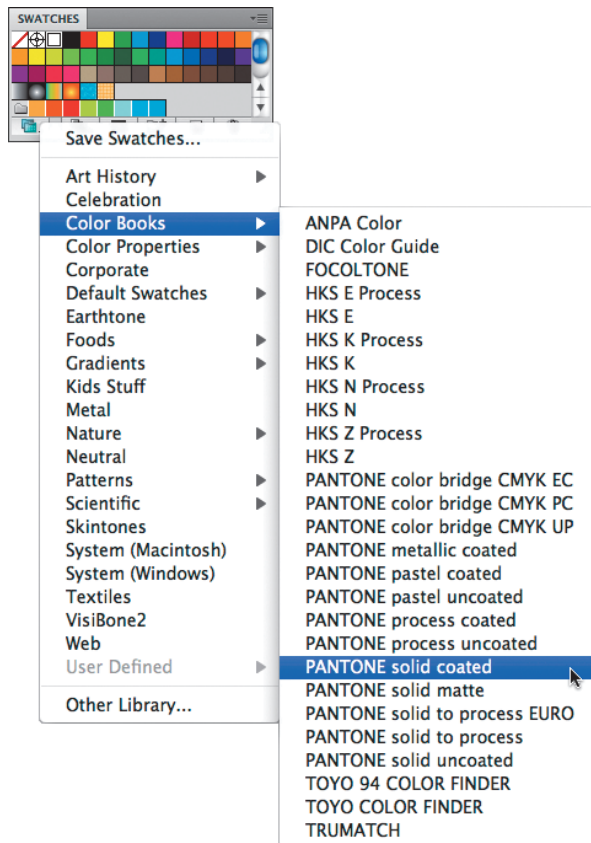 SWATCHES
Save Swatches...
Art History
Celebration
Color Books
Color Properties
Corporate
Default Swatches
Earthtone
Foods
Gradients
Kids Stuff
Metal
Nature
Neutral
Patterns
Scientific
Skintones
System (Macintosh)
System (Windows)
Textiles
VisiBone2
Web
User Defined
Other Library...
ANPA Color
DIC Color Guide
FOCOLTONE
HKS E Process
HKS E
HKS K Process
HKS K
HKS N Process
HKS N
HKS Z Process
HKS Z
PANTONE color bridge CMYK EC
PANTONE color bridge CMYK PC
PANTONE color bridge CMYK UP
PANTONE metallic coated
PANTONE pastel coated
PANTONE pastel uncoated
PANTONE process coated
PANTONE process uncoated
PANTONE solid coated
PANTONE solid matte
PANTONE solid to process EURO
PANTONE solid to process
PANTONE solid uncoated
TOYO 94 COLOR FINDER
TOYO COLOR FINDER
TRUMATCH